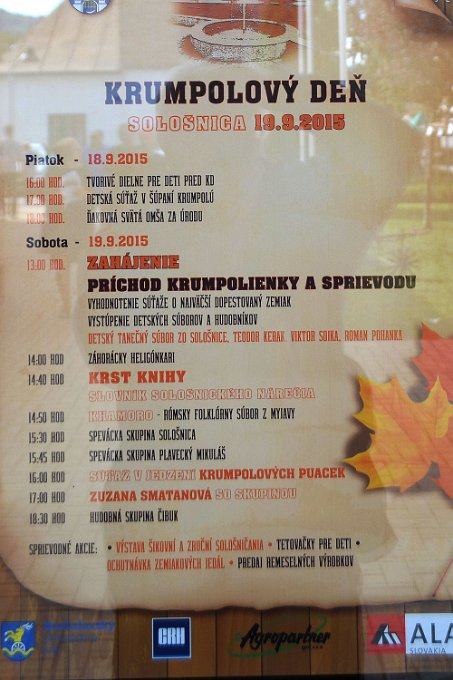 KRUMPOLOVÝ DEŇ
SOLOŠNICA 19.9.2015
Piatok - 18.9.2015
16:00 HOD. TVORIVÉ DIELNE PRE DETI PRED KD
17.00 HOD. DETSKÁ SÚŤAŽ V ŠÚPANÍ KRUMPOLÚ
18:00 HOD. ĎAKOVNÁ SVÄTÁ OMŠA ZA ÚRODU
Sobota - 19.9.2015
13:00 HOD. ZAHÁJENIE
PRÍCHOD KRUMPOLIENKY A SPRIEVODU
VYHODNOTENIE SÚŤAŽE O NAJVÄČŠÍ DOPESTOVANÝ ZEMIAK
VYSTÚPENIE DETSKÝCH SÚBOROV A HUDOBNÍKOV
DETSKÝ TANEČNÝ SÚBOR ZO SOLOŠNICE, TEODOR KERAK, VIKTOR SOJKA, ROMAN POHANKA
14:00 HOD ZÁHORÁCKY HELIGÓNKARI
14:40 HOD KRST KNIHY
SLOVNÍK SOLOŠNICKÉHO NÁREČIA
14:50 HOD KHAMORO - RÓMSKY FOLKLÓRNY SÚBOR Z MYJAVY
15:30 HOD SPEVÁCKA SKUPINA SOLOŠNICA
15:45 HOD SPEVÁCKA SKUPINA PLAVECKÝ MIKULÁŠ
16:00 HOD SÚŤAŽ V JEDZENÍ KRUMPOLOVÝCH PUACEK
17:00 HOD ZUZANA SMATANOVÁ SO SKUPINOU
18:30 HOD HUDOBNÁ SKUPINA ČIBUK
SPRIEVODNÉ AKCIE: • VÝSTAVA ŠIKOVNÍ A ZRUČNÍ SOLOŠNIČANIA • TETOVAČKY PRE DETI •
OCHUTNÁVKA ZEMIAKOVÝCH JEDÁL • PREDAJ REMESELNÝCH VÝROBKOV
CRH
Agropartner
ALA
SLOVAKIA